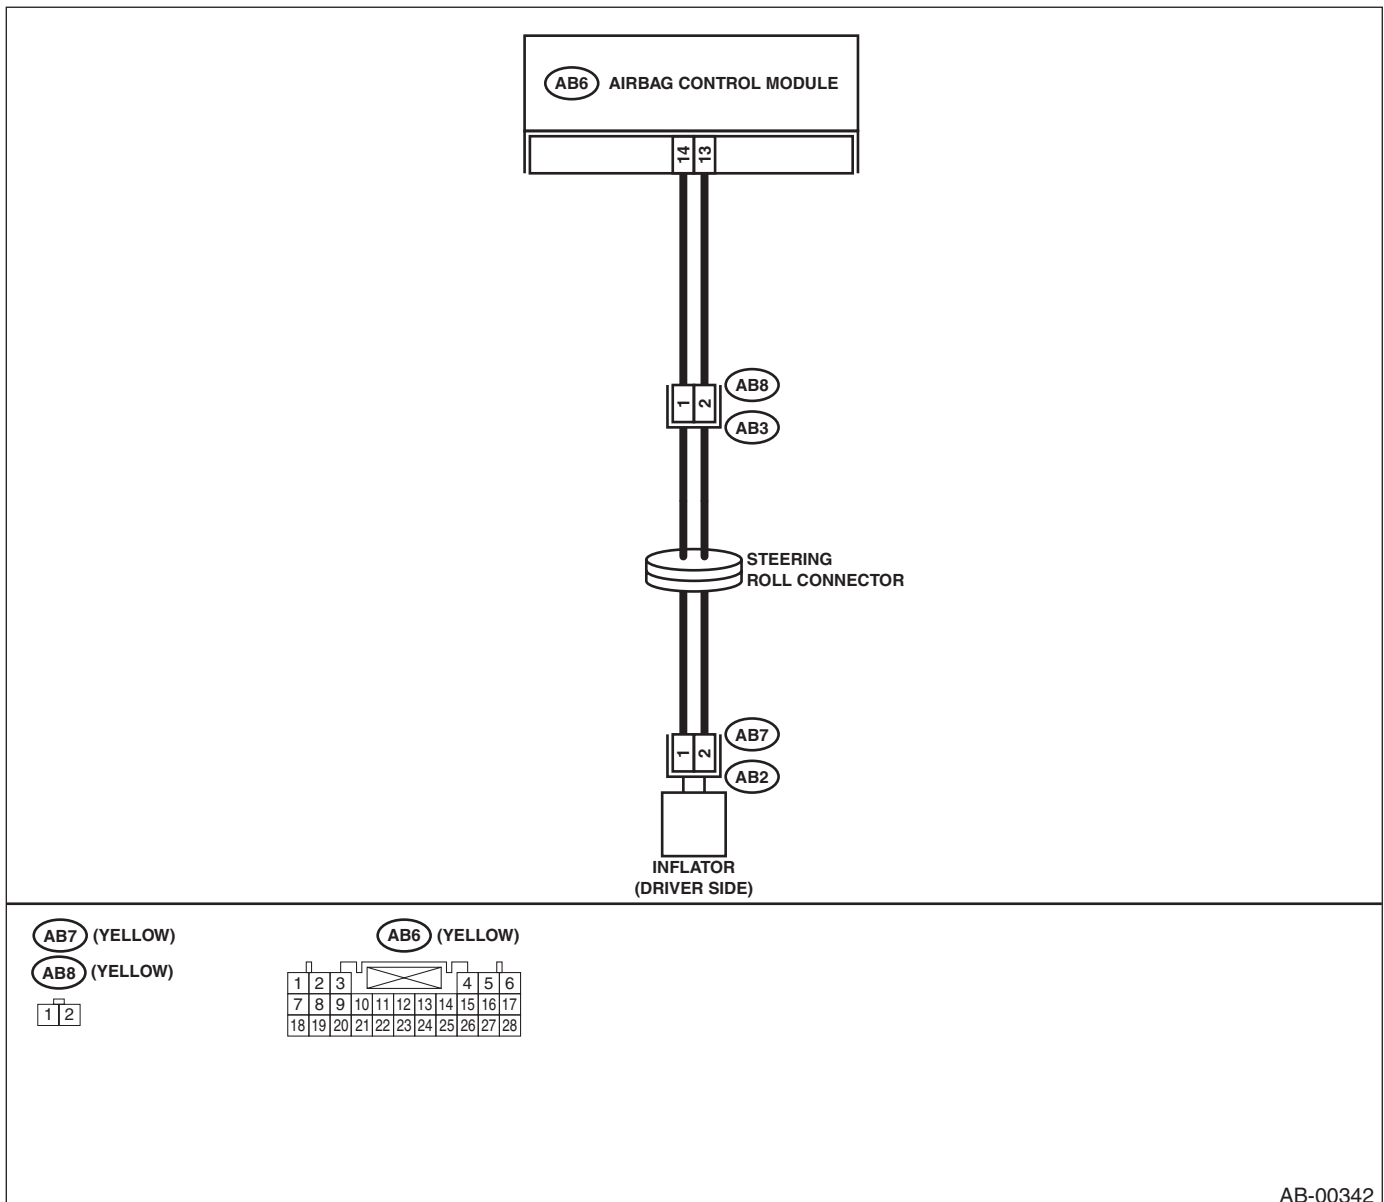 AB6 AIRBAG CONTROL MODULE
14 13
AB8
1 2
AB3
STEERING
ROLL CONNECTOR
AB7
1 2
AB2
INFLATOR
(DRIVER SIDE)
AB7 (YELLOW)
AB8 (YELLOW)
1 2
AB6 (YELLOW)
1 2 3 4 5 6
7 8 9 10 11 12 13 14 15 16 17
18 19 20 21 22 23 24 25 26 27 28
AB-00342